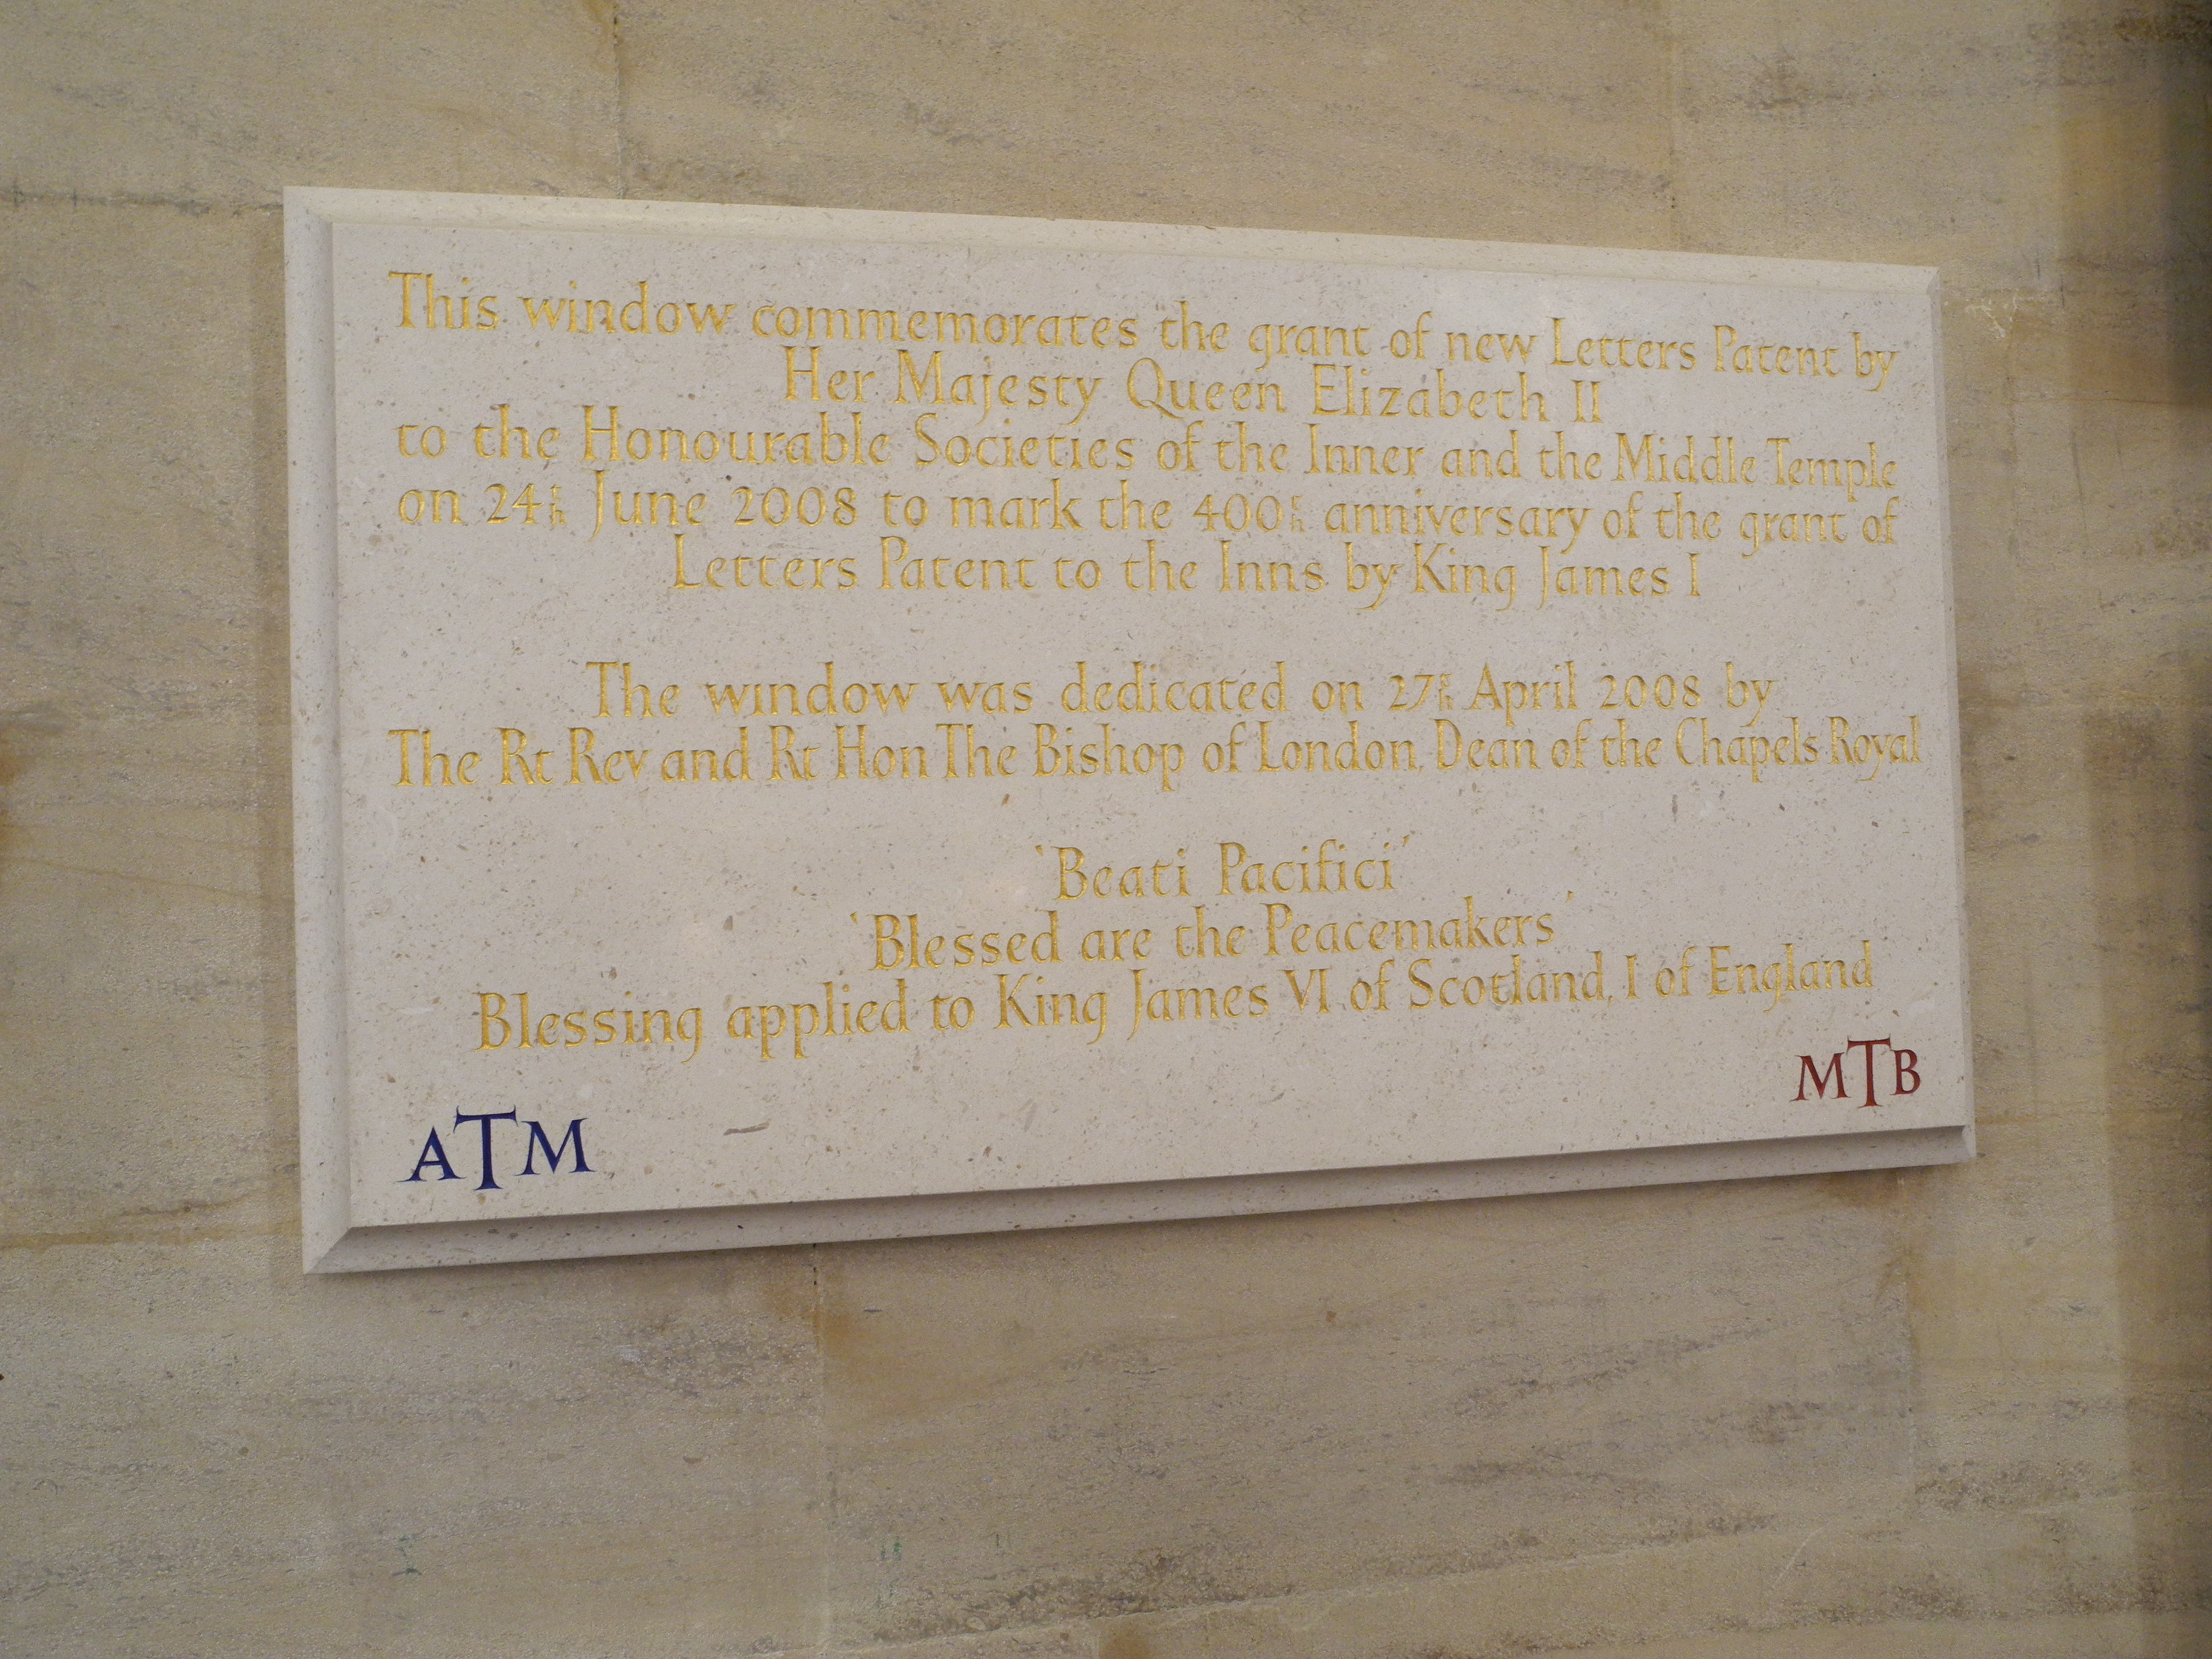 This window commemorates the grant of new Letters Patent by
Her Majesty Queen Elizabeth II
to the Honourable Societies of the Inner and the Middle Temple
on 24th June 2008 to mark the 400th anniversary of the grant of
Letters Patent to the Inns by King James I
The window was dedicated on 27th April 2008 by
The Rt Rev and Rt Hon The Bishop of London, Dean of the Chapels Royal
‘Beati Pacifici’
‘Blessed are the Peacemakers’
Blessing applied to King James VI of Scotland, I of England
ATM
MTB